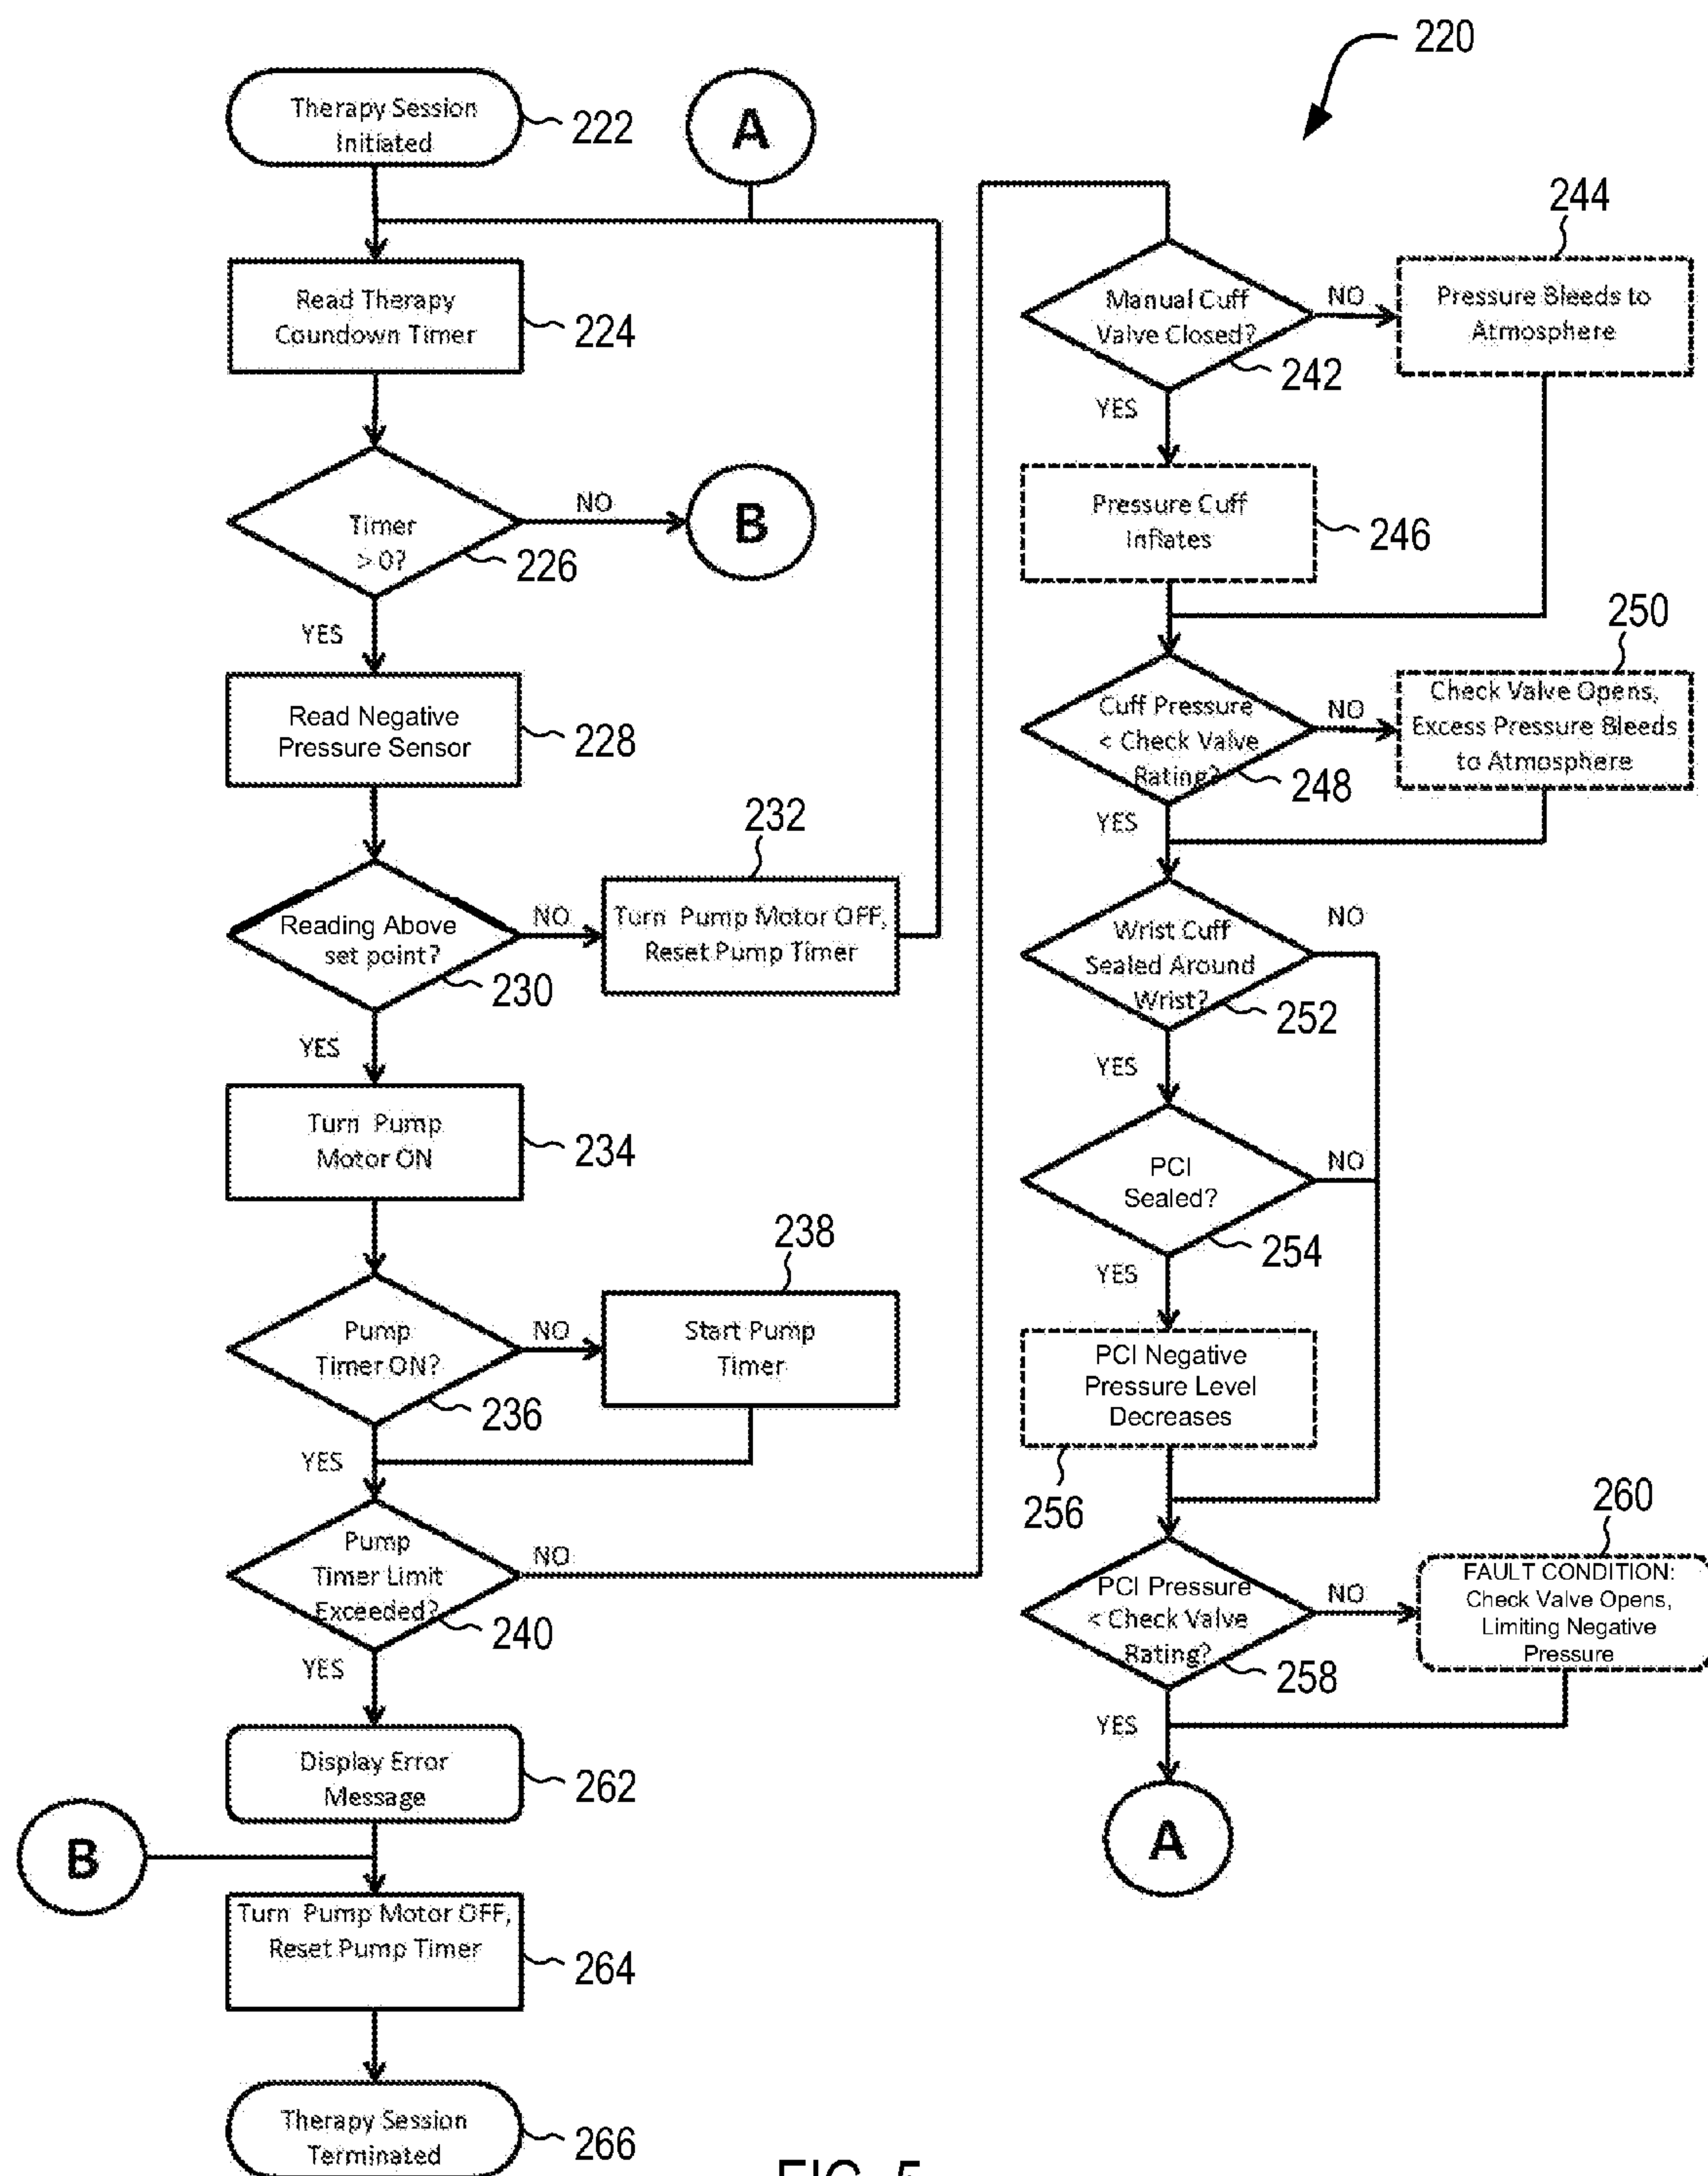 220
Therapy Session
Initiated
222
A
Read Therapy
Coundown Timer
224
Timer
> 0?
226
NO
B
YES
Read Negative
Pressure Sensor
228
Reading Above
set point?
230
NO
232
Turn Pump Motor OFF,
Reset Pump Timer
YES
Turn Pump
Motor ON
234
Pump
Timer ON?
236
NO
238
Start Pump
Timer
YES
Pump
Timer Limit
Exceeded?
240
NO
YES
Display Error
Message
262
B
Turn Pump Motor OFF,
Reset Pump Timer
264
Therapy Session
Terminated
266
Manual Cuff
Valve Closed?
242
NO
244
Pressure Bleeds to
Atmosphere
YES
Pressure Cuff
Inflates
246
Cuff Pressure
< Check Valve
Rating?
248
NO
250
Check Valve Opens,
Excess Pressure Bleeds
to Atmosphere
YES
Wrist Cuff
Sealed Around
Wrist?
252
NO
YES
PCI
Sealed?
254
NO
YES
PCI Negative
Pressure Level
Decreases
256
PCI Pressure
< Check Valve
Rating?
258
NO
260
FAULT CONDITION:
Check Valve Opens,
Limiting Negative
Pressure
YES
A
FIG. 5